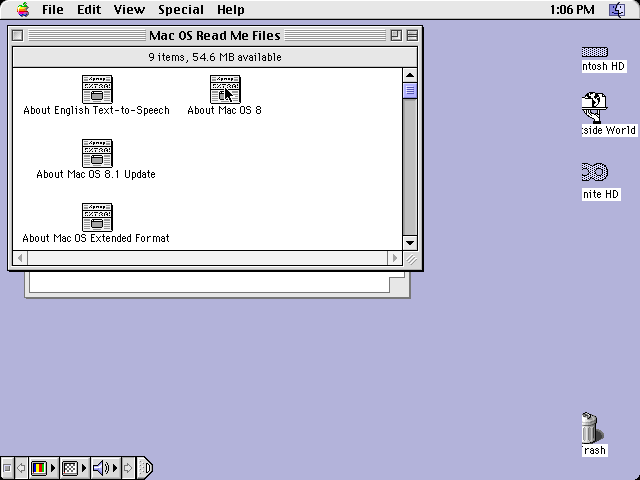 File Edit View Special Help 1:06 PM
Mac OS Read Me Files
9 items, 54.6 MB available
About English Text-to-Speech
About Mac OS 8
About Mac OS 8.1 Update
About Mac OS Extended Format
ntosh HD
tside World
nite HD
Trash